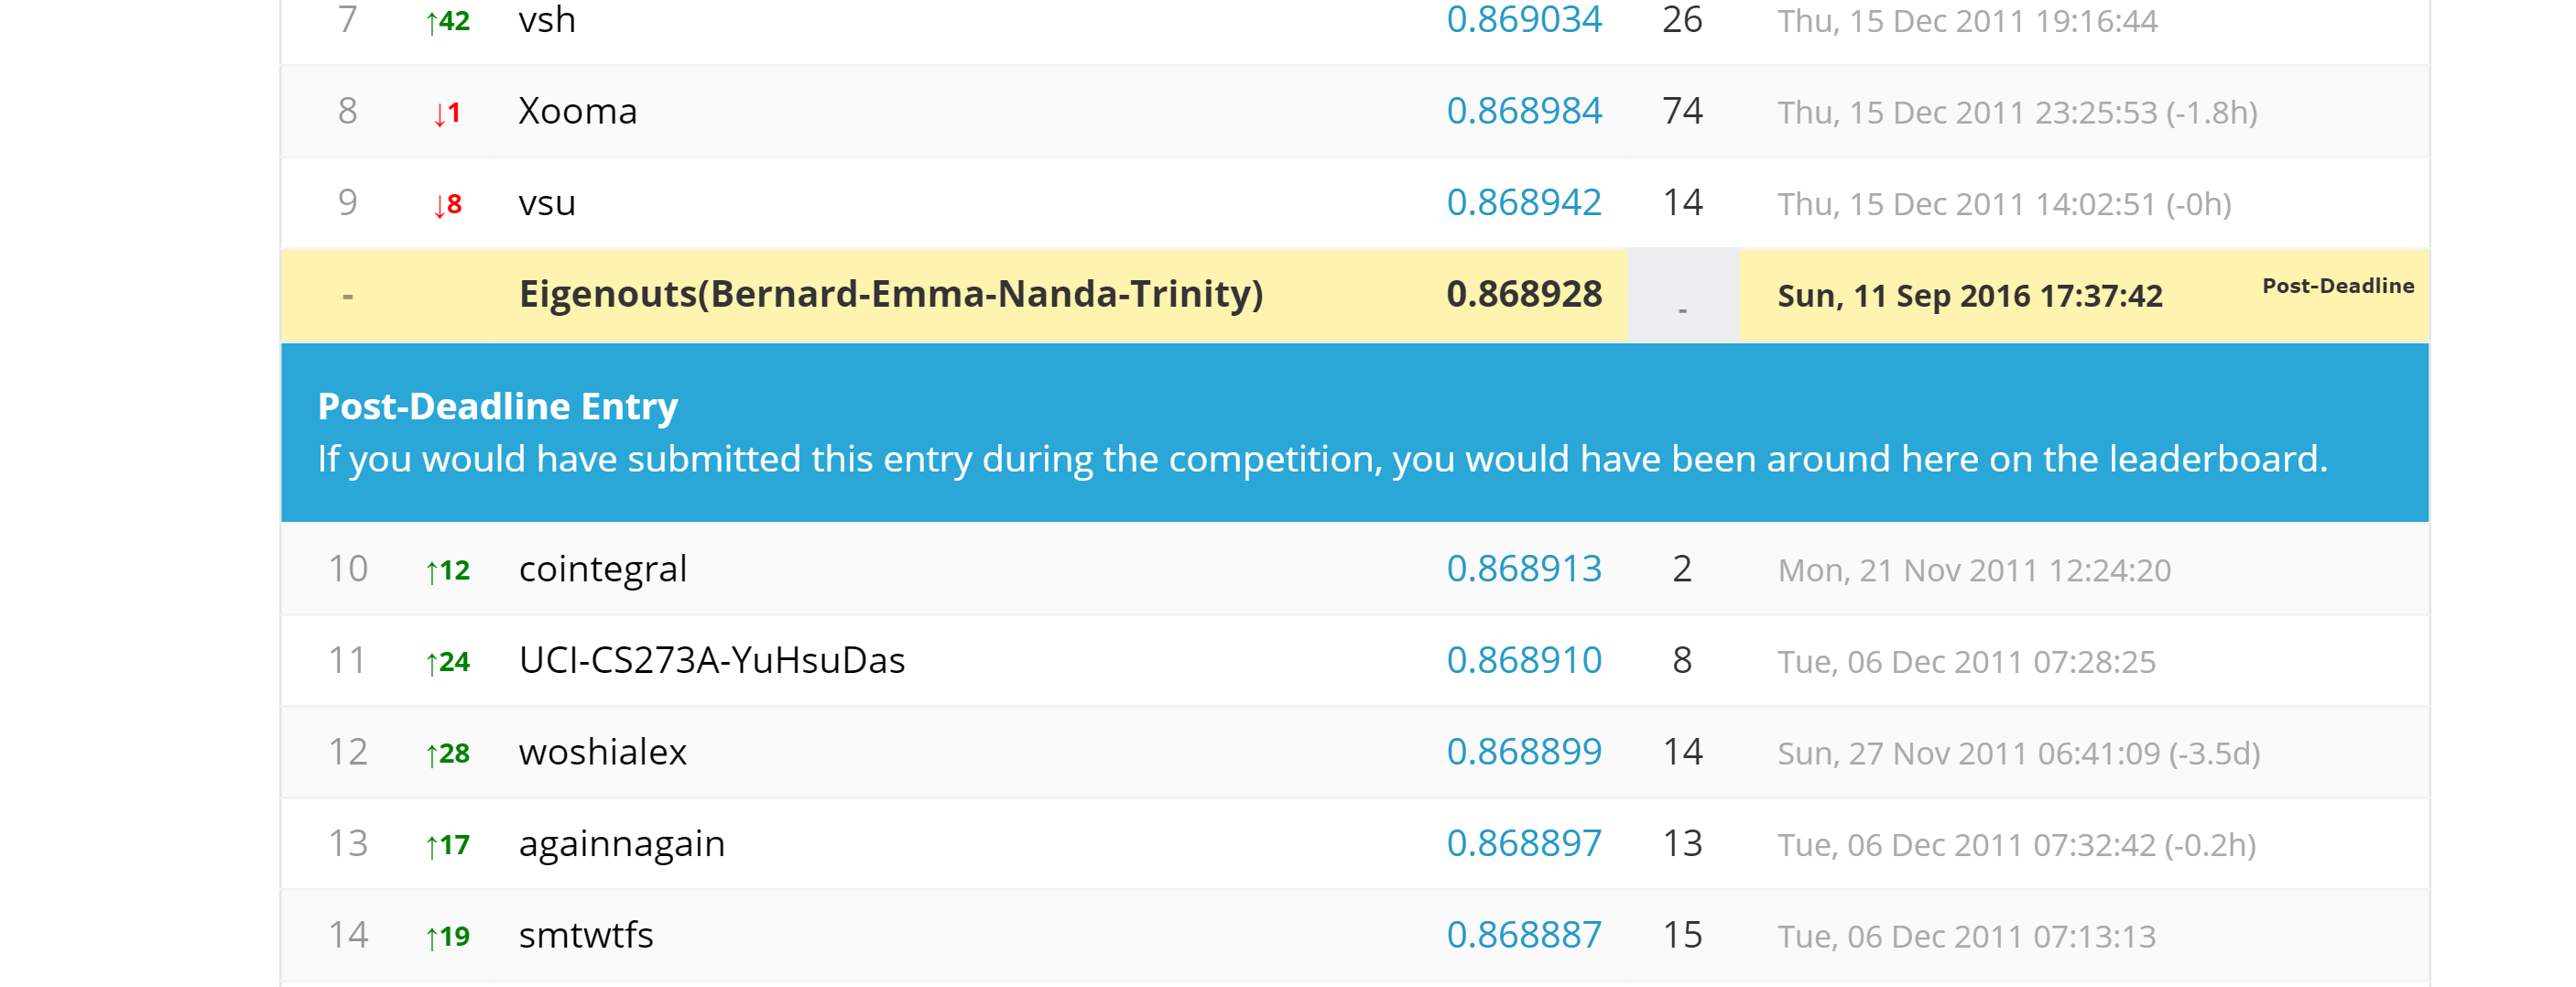 7 ↑42 vsh 0.869034 26 Thu, 15 Dec 2011 19:16:44
8 ↓1 Xooma 0.868984 74 Thu, 15 Dec 2011 23:25:53 (-1.8h)
9 ↓8 vsu 0.868942 14 Thu, 15 Dec 2011 14:02:51 (-0h)
- Eigenouts(Bernard-Emma-Nanda-Trinity) 0.868928 - Sun, 11 Sep 2016 17:37:42 Post-Deadline
Post-Deadline Entry
If you would have submitted this entry during the competition, you would have been around here on the leaderboard.
10 ↑12 cointegral 0.868913 2 Mon, 21 Nov 2011 12:24:20
11 ↑24 UCI-CS273A-YuHsuDas 0.868910 8 Tue, 06 Dec 2011 07:28:25
12 ↑28 woshialex 0.868899 14 Sun, 27 Nov 2011 06:41:09 (-3.5d)
13 ↑17 againnagain 0.868897 13 Tue, 06 Dec 2011 07:32:42 (-0.2h)
14 ↑19 smtwtfs 0.868887 15 Tue, 06 Dec 2011 07:13:13